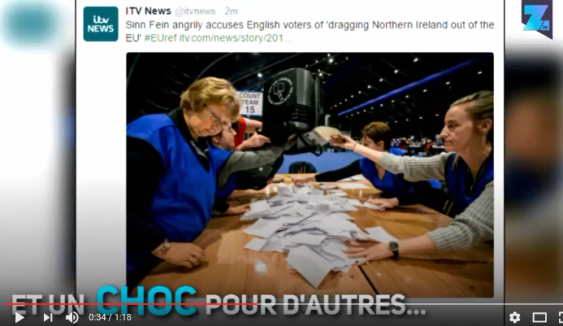 itv NEWS
ITV News @itvnews 2m
Sinn Fein angrily accuses English voters of 'dragging Northern Ireland out of the
EU' #EUref itv.com/news/story/201...
COUNT
TEAM
15
ET UN CHOC POUR D'AUTRES...
0:34 / 1:18